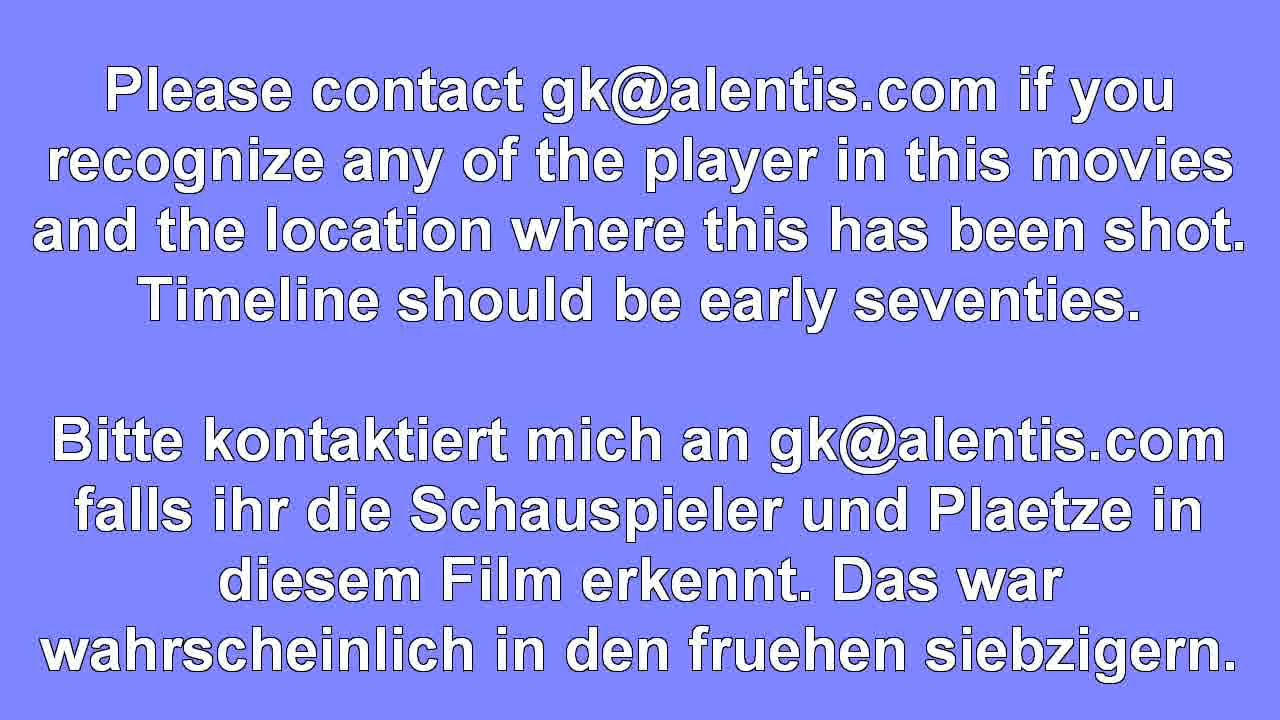 Please contact gk@alentis.com if you
recognize any of the player in this movies
and the location where this has been shot.
Timeline should be early seventies.
Bitte kontaktiert mich an gk@alentis.com
falls ihr die Schauspieler und Plaetze in
diesem Film erkennt. Das war
wahrscheinlich in den fruehen siebzigern.